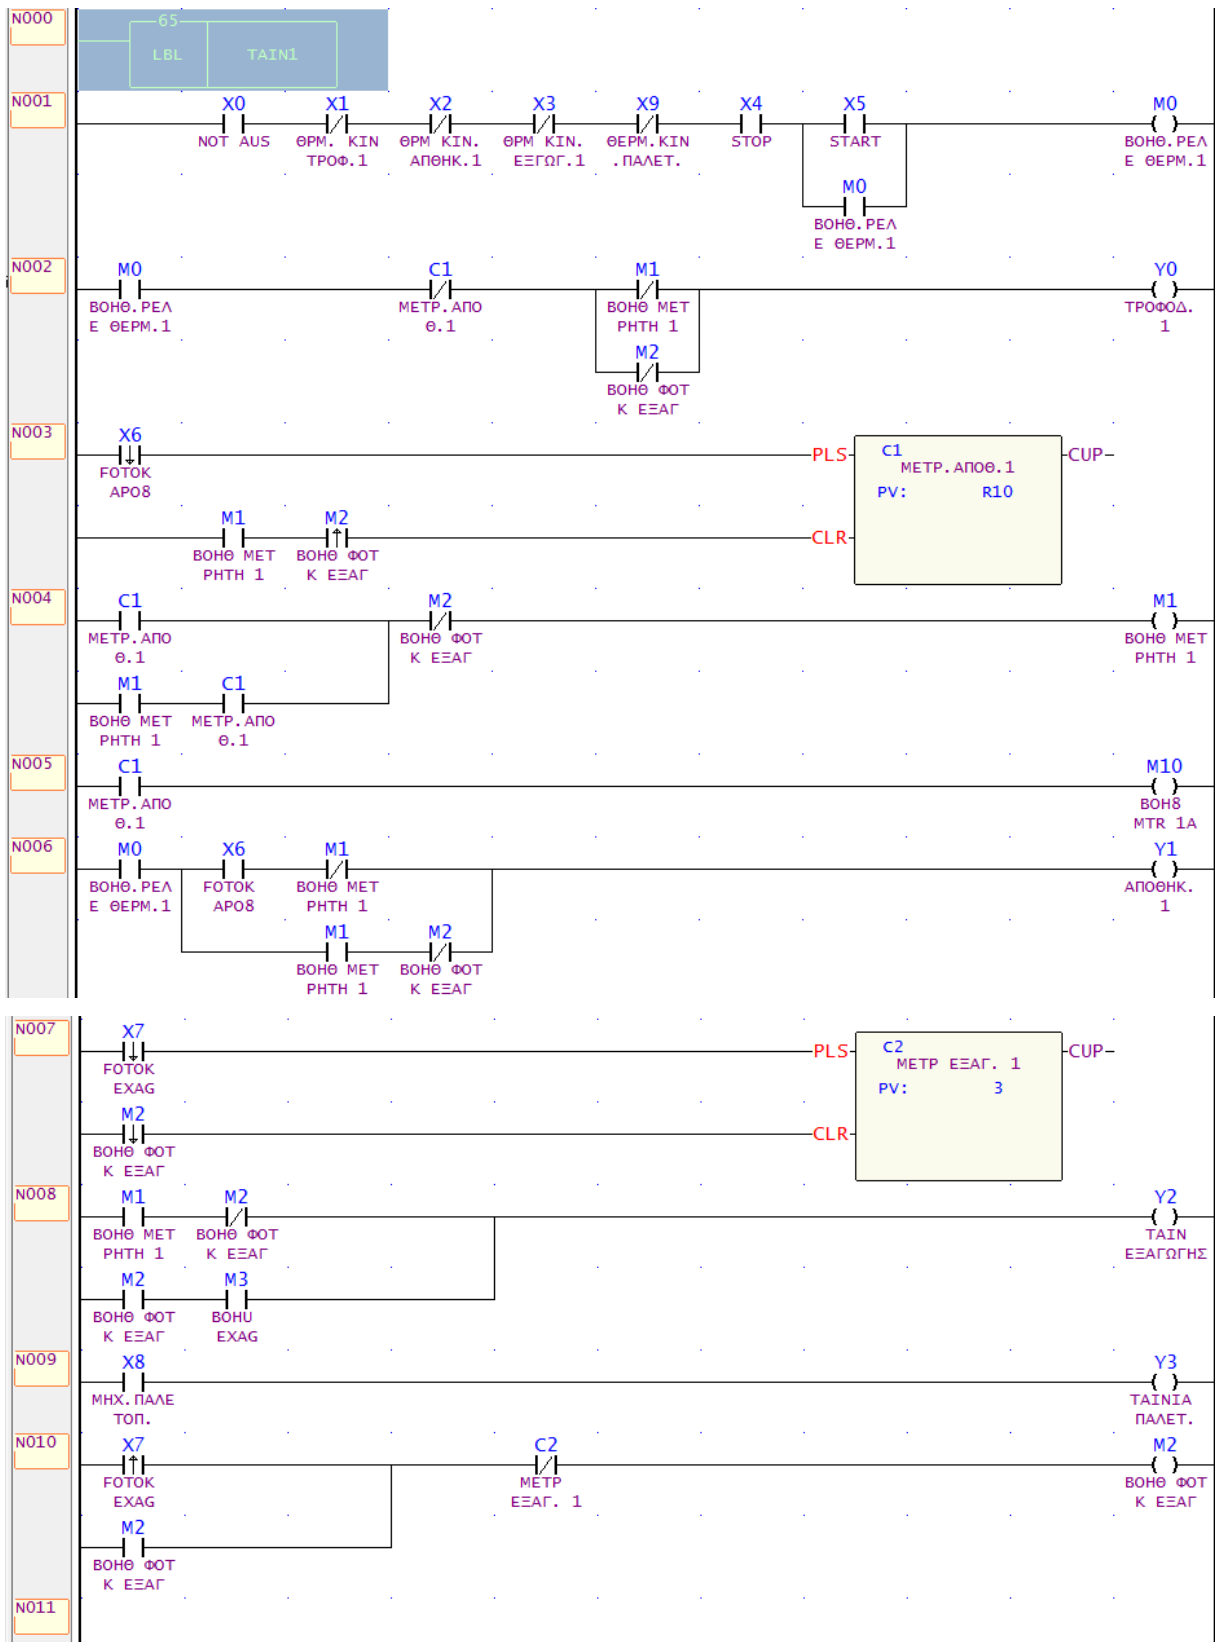 N000
65
LBL TAIN1
N001
X0 X1 X2 X3 X9 X4 X5 M0
NOT AUS ΘΡΜ. ΚΙΝ ΘΡΜ ΚΙΝ. ΘΡΜ ΚΙΝ. ΘΕΡΜ.ΚΙΝ STOP START ΒΟΗΘ.ΡΕΛ
ΤΡΟΦ.1 ΑΠΘΗΚ.1 ΕΞΓΩΓ.1 .ΠΑΛΕΤ. Ε ΘΕΡΜ.1
M0
ΒΟΗΘ.ΡΕΛ
Ε ΘΕΡΜ.1
N002
M0 C1 M1 Y0
ΒΟΗΘ.ΡΕΛ ΜΕΤΡ.ΑΠΟ ΒΟΗΘ ΜΕΤ ΤΡΟΦΟΔ.
Ε ΘΕΡΜ.1 Θ.1 ΡΗΤΗ 1 1
M2
ΒΟΗΘ ΦΟΤ
Κ ΕΞΑΓ
N003
X6
FOTOK
APO8
PLS C1 CUP
ΜΕΤΡ.ΑΠΟΘ.1
PV: R10
M1 M2
ΒΟΗΘ ΜΕΤ ΒΟΗΘ ΦΟΤ
ΡΗΤΗ 1 Κ ΕΞΑΓ
CLR
N004
C1 M2 M1
ΜΕΤΡ.ΑΠΟ ΒΟΗΘ ΦΟΤ ΒΟΗΘ ΜΕΤ
Θ.1 Κ ΕΞΑΓ ΡΗΤΗ 1
M1 C1
ΒΟΗΘ ΜΕΤ ΜΕΤΡ.ΑΠΟ
ΡΗΤΗ 1 Θ.1
N005
C1 M10
ΜΕΤΡ.ΑΠΟ BOH8
Θ.1 MTR 1A
N006
M0 X6 M1 Y1
ΒΟΗΘ.ΡΕΛ FOTOK ΒΟΗΘ ΜΕΤ ΑΠΟΘΗΚ.
Ε ΘΕΡΜ.1 APO8 ΡΗΤΗ 1 1
M1 M2
ΒΟΗΘ ΜΕΤ ΒΟΗΘ ΦΟΤ
ΡΗΤΗ 1 Κ ΕΞΑΓ
N007
X7
FOTOK
EXAG
PLS C2 CUP
ΜΕΤΡ ΕΞΑΓ. 1
PV: 3
M2
ΒΟΗΘ ΦΟΤ
Κ ΕΞΑΓ
CLR
N008
M1 M2 Y2
ΒΟΗΘ ΜΕΤ ΒΟΗΘ ΦΟΤ ΤΑΙΝ
ΡΗΤΗ 1 Κ ΕΞΑΓ ΕΞΑΓΩΓΗΣ
M2 M3
ΒΟΗΘ ΦΟΤ BOHU
Κ ΕΞΑΓ EXAG
N009
X8 Y3
ΜΗΧ.ΠΑΛΕ ΤΑΙΝΙΑ
ΤΟΠ. ΠΑΛΕΤ.
N010
X7 C2 M2
FOTOK ΜΕΤΡ ΒΟΗΘ ΦΟΤ
EXAG ΕΞΑΓ. 1 Κ ΕΞΑΓ
M2
ΒΟΗΘ ΦΟΤ
Κ ΕΞΑΓ
N011